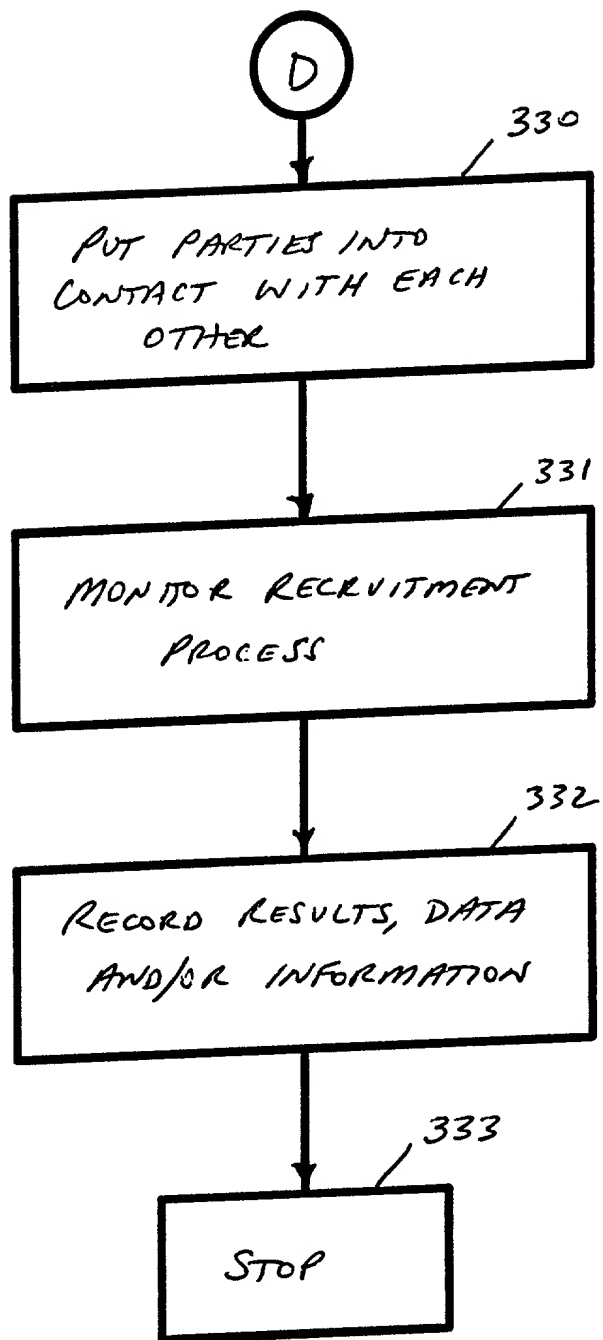 D
330
PUT PARTIES INTO
CONTACT WITH EACH
OTHER
331
MONITOR RECRUITMENT
PROCESS
332
RECORD RESULTS, DATA
AND/OR INFORMATION
333
STOP